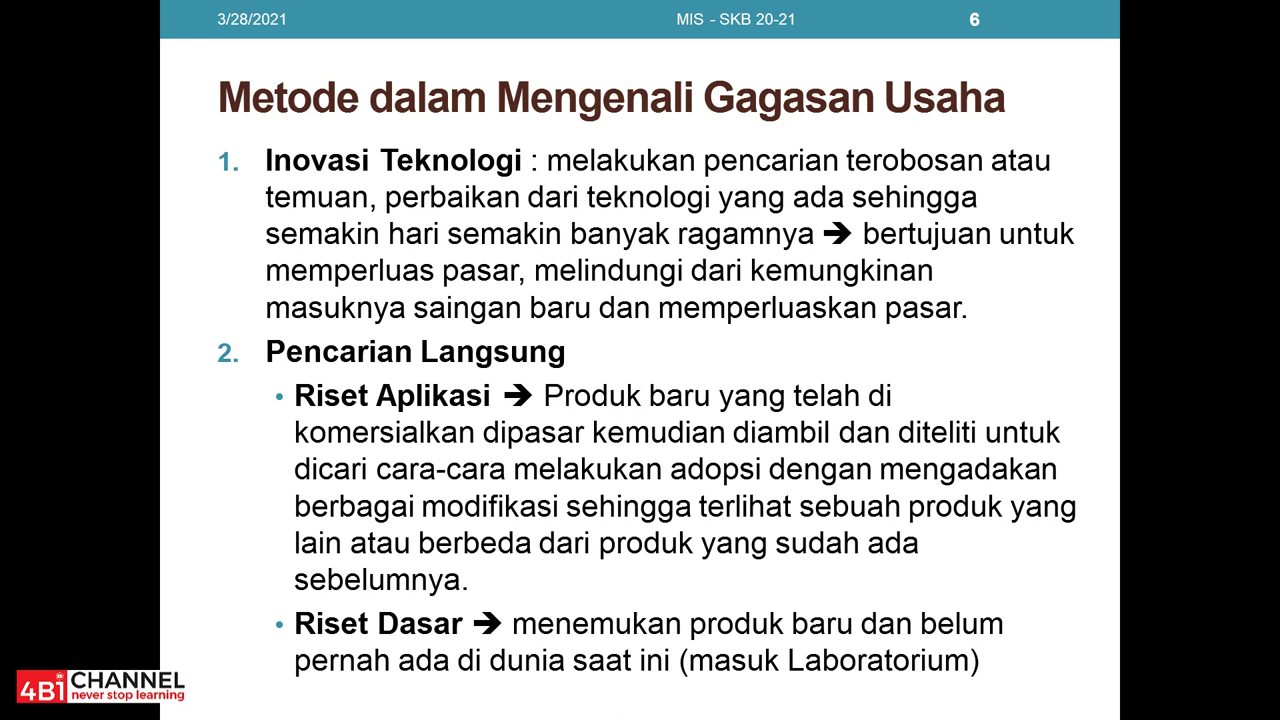 3/28/2021 MIS - SKB 20-21 6
Metode dalam Mengenali Gagasan Usaha
1. Inovasi Teknologi : melakukan pencarian terobosan atau
temuan, perbaikan dari teknologi yang ada sehingga
semakin hari semakin banyak ragamnya ➔ bertujuan untuk
memperluas pasar, melindungi dari kemungkinan
masuknya saingan baru dan memperluaskan pasar.
2. Pencarian Langsung
• Riset Aplikasi ➔ Produk baru yang telah di
komersialkan dipasar kemudian diambil dan diteliti untuk
dicari cara-cara melakukan adopsi dengan mengadakan
berbagai modifikasi sehingga terlihat sebuah produk yang
lain atau berbeda dari produk yang sudah ada
sebelumnya.
• Riset Dasar ➔ menemukan produk baru dan belum
pernah ada di dunia saat ini (masuk Laboratorium)
4Bi CHANNEL
never stop learning